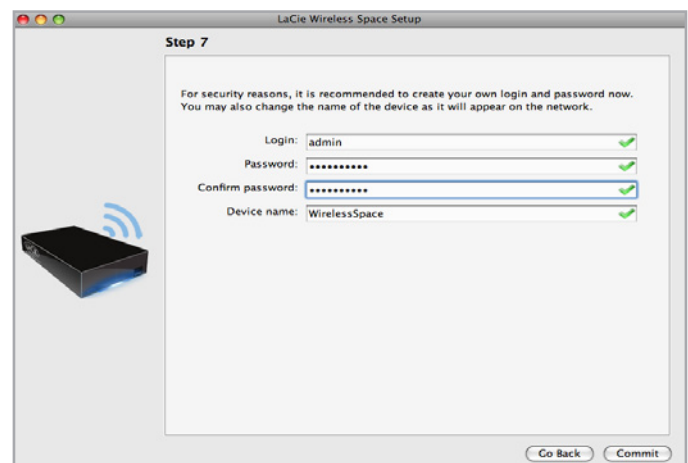 LaCie Wireless Space Setup
Step 7
For security reasons, it is recommended to create your own login and password now.
You may also change the name of the device as it will appear on the network.
Login: admin
Password: ••••••••••
Confirm password: ••••••••••
Device name: WirelessSpace
Go Back Commit